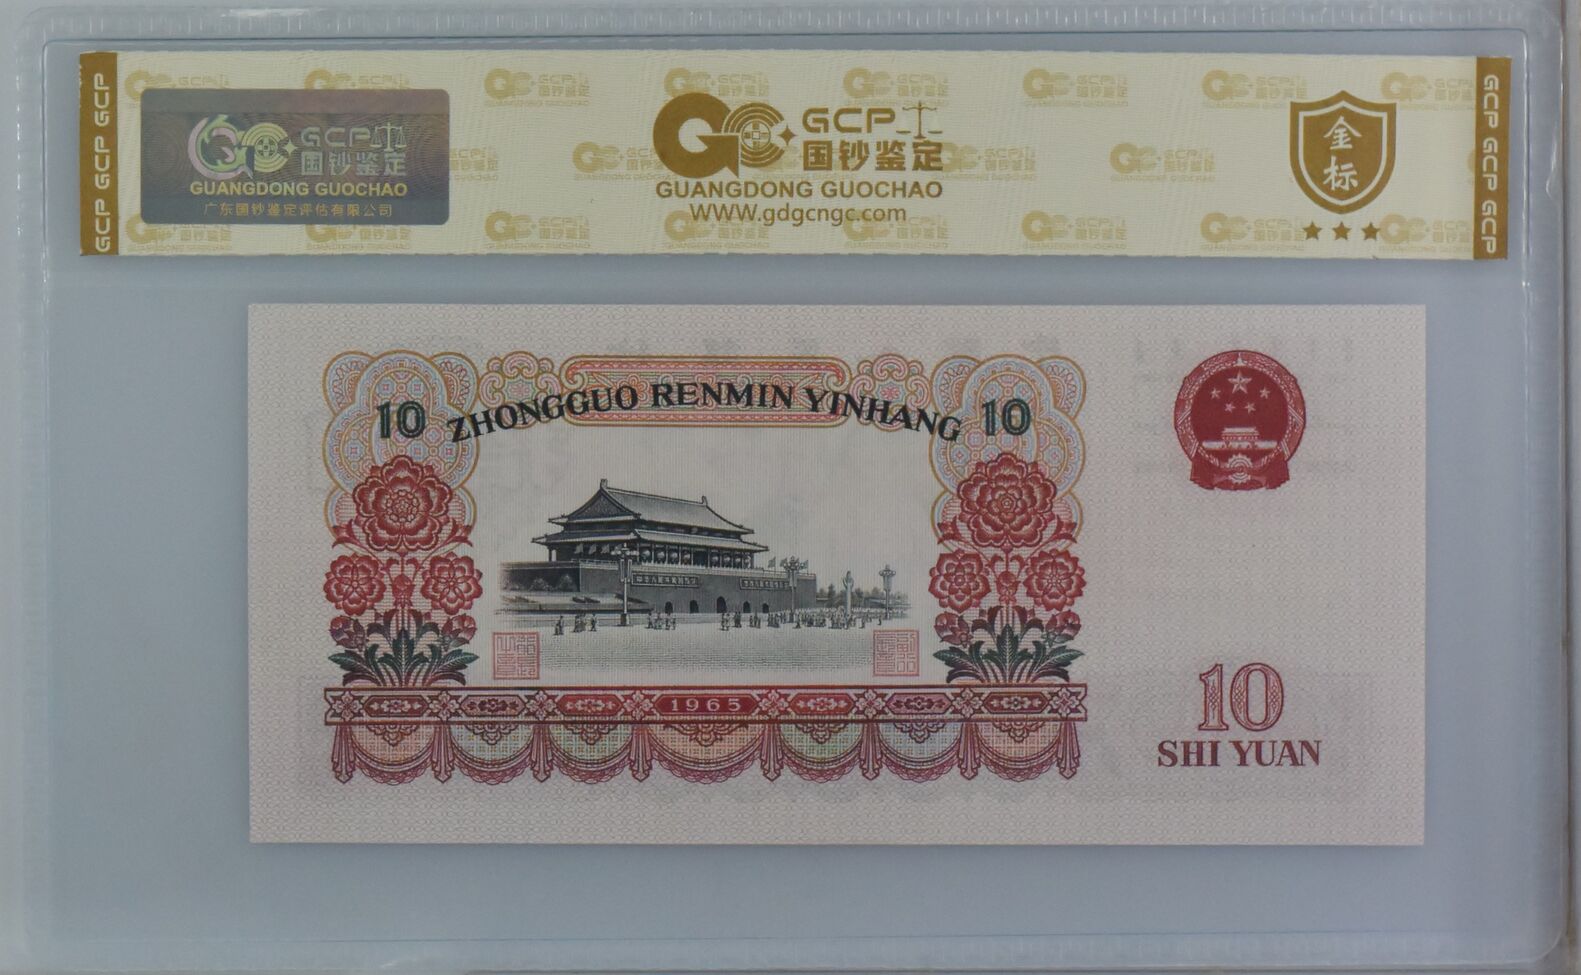 GCP GCP GCP
GCP
国钞鉴定
GUANGDONG GUOCHAO
广东国钞鉴定评估有限公司
GCP
国钞鉴定
GUANGDONG GUOCHAO
WWW.gdgcngc.com
金标
GCP GCP GCP
10 ZHONGGUO RENMIN YINHANG 10
1965
10
SHI YUAN